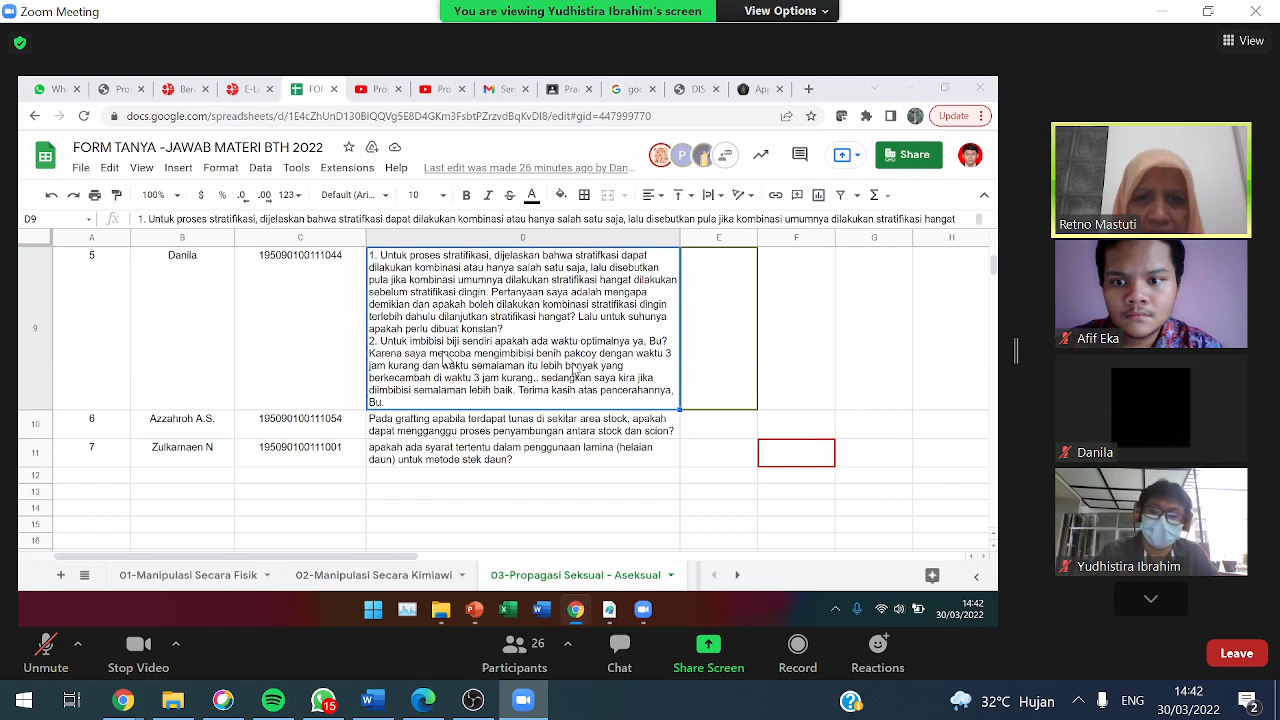 Zoom Meeting
You are viewing Yudhistira Ibrahim's screen
View Options
View
Update
docs.google.com/spreadsheets/d/1E4cZhUnD130BIQQVg5E8D4GKm3FsbtPZrzvdBqKvDI8/edit#gid=447999770
FORM TANYA -JAWAB MATERI BTH 2022
File Edit View Insert Format Data Tools Extensions Help
Last edit was made 26 minutes ago by Dan...
Share
100% $ % .0 .00 123 Default (Ari... 10
D9 fx 1. Untuk proses stratifikasi, dijelaskan bahwa stratifikasi dapat dilakukan kombinasi atau hanya salah satu saja, lalu disebutkan pula jika kombinasi umumnya dilakukan stratifikasi hangat
A B C D E F G H
9
5 Danila 195090100111044
1. Untuk proses stratifikasi, dijelaskan bahwa stratifikasi dapat
dilakukan kombinasi atau hanya salah satu saja, lalu disebutkan
pula jika kombinasi umumnya dilakukan stratifikasi hangat dilakukan
sebelum stratifikasi dingin. Pertanyaan saya adalah mengapa
demikian dan apakah boleh dilakukan kombinasi stratifikasi dingin
terlebih dahulu dilanjutkan stratifikasi hangat? Lalu untuk suhunya
apakah perlu dibuat konstan?
2. Untuk imbibisi biji sendiri apakah ada waktu optimalnya ya, Bu?
Karena saya mencoba mengimbibisi benih pakcoy dengan waktu 3
jam kurang dan waktu semalaman itu lebih banyak yang
berkecambah di waktu 3 jam kurang.. sedangkan saya kira jika
diimbibisi semalaman lebih baik. Terima kasih atas pencerahannya,
Bu.
10 6 Azzahroh A.S. 195090100111054
Pada grafting apabila terdapat tunas di sekitar area stock, apakah
dapat mengganggu proses penyambungan antara stock dan scion?
11 7 Zulkarnaen N 195090100111001
apakah ada syarat tertentu dalam penggunaan lamina (helaian
daun) untuk metode stek daun?
12
13
14
15
16
01-Manipulasi Secara Fisik 02-Manipulasi Secara Kimiawi 03-Propagasi Seksual - Aseksual
14:42
30/03/2022
Retno Mastuti
Afif Eka
Danila
Yudhistira Ibrahim
Unmute Stop Video Participants 26 Chat Share Screen Record Reactions Leave
15
32°C Hujan ENG 14:42
30/03/2022
2